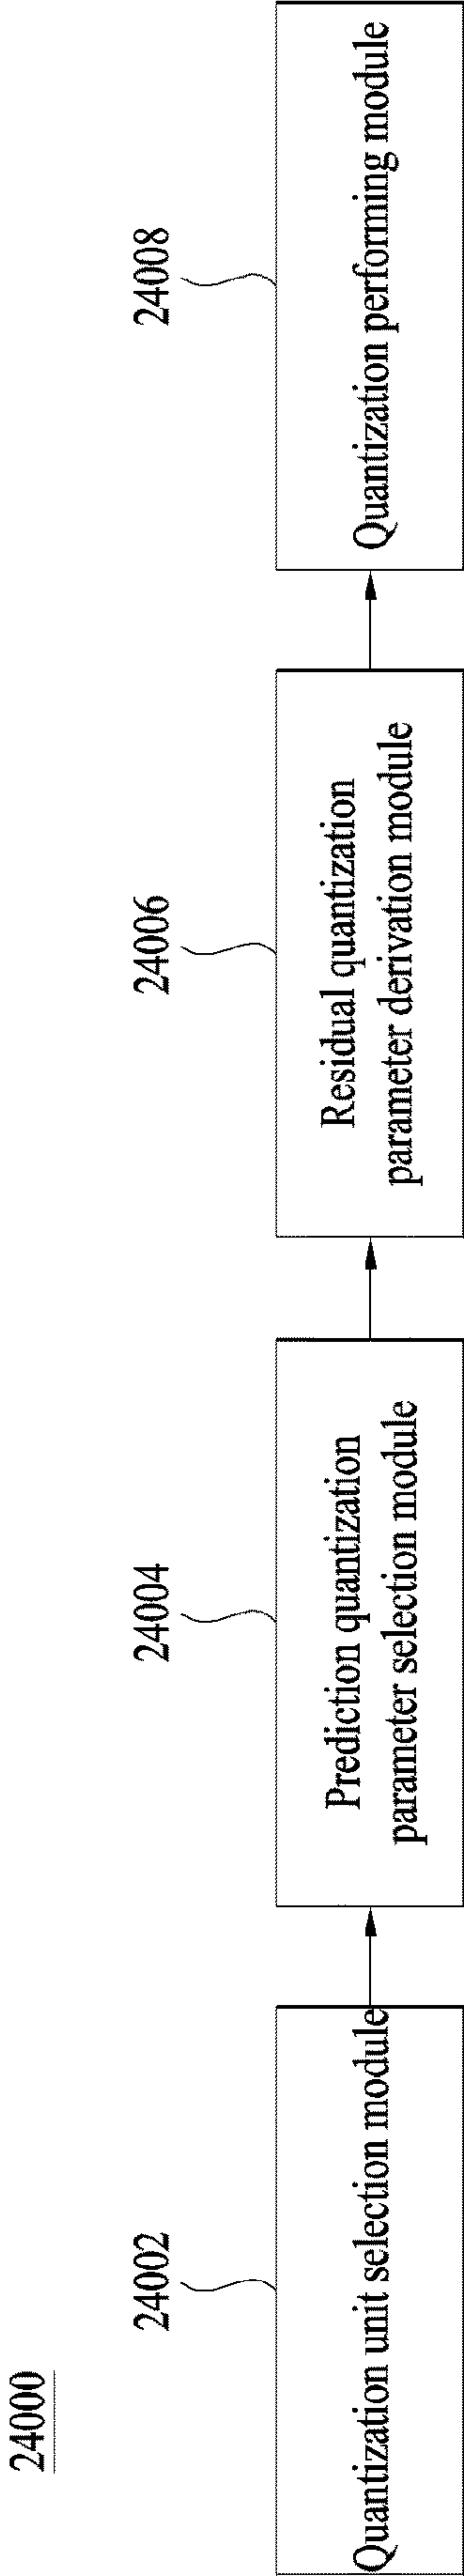 24000
24002
Quantization unit selection module
24004
Prediction quantization
parameter selection module
24006
Residual quantization
parameter derivation module
24008
Quantization performing module